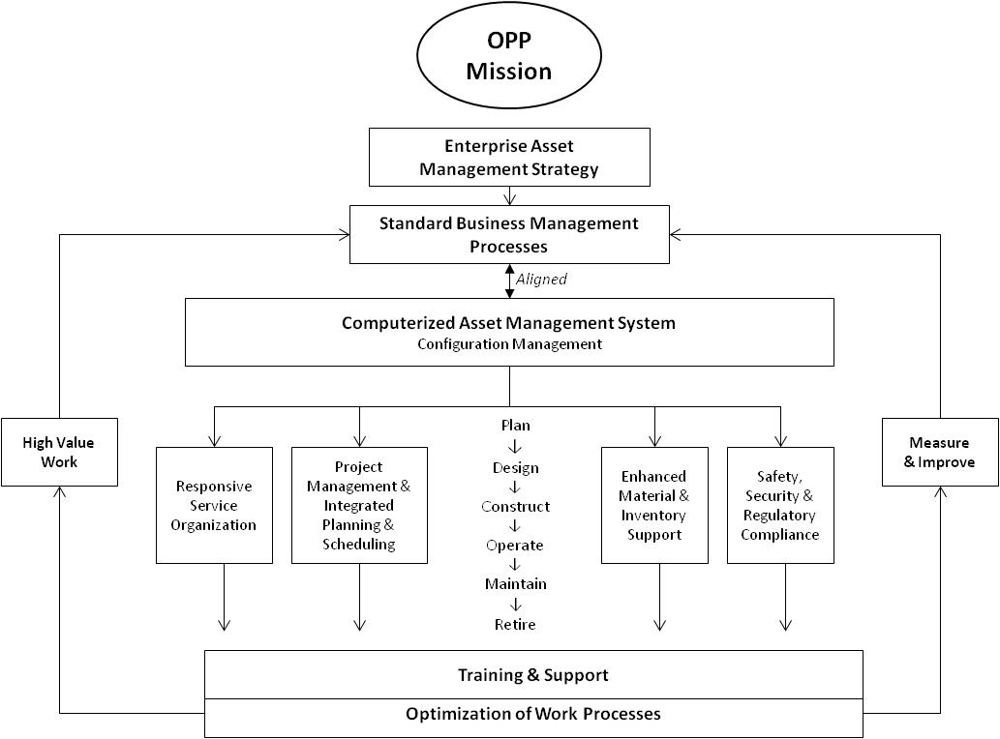 OPP
Mission
Enterprise Asset
Management Strategy
Standard Business Management
Processes
Aligned
Computerized Asset Management System
Configuration Management
High Value
Work
Responsive
Service
Organization
Project
Management &
Integrated
Planning &
Scheduling
Plan
Design
Construct
Operate
Maintain
Retire
Enhanced
Material &
Inventory
Support
Safety,
Security &
Regulatory
Compliance
Measure
& Improve
Training & Support
Optimization of Work Processes